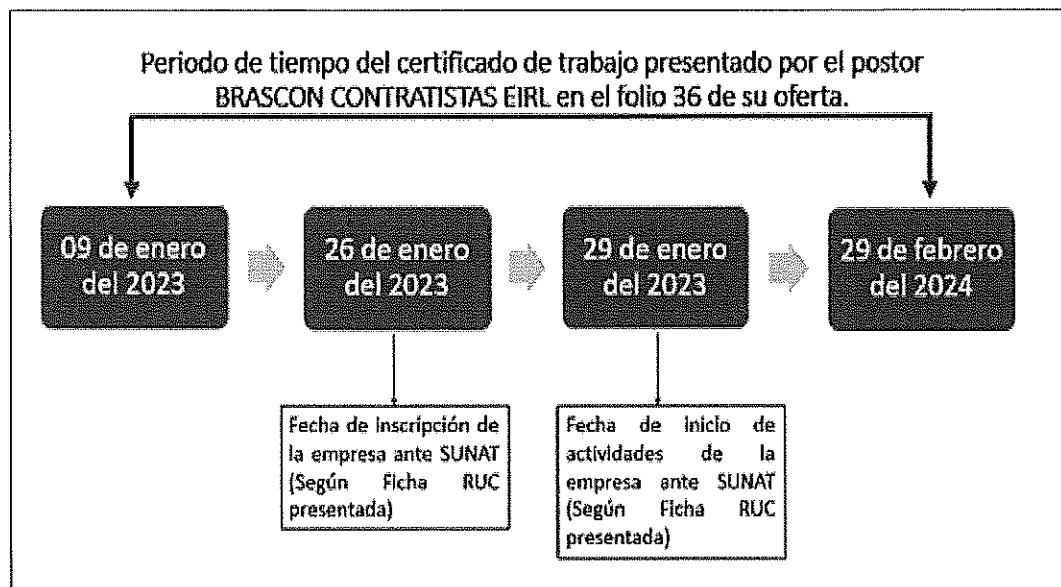 Periodo de tiempo del certificado de trabajo presentado por el postor
BRASCON CONTRATISTAS EIRL en el folio 36 de su oferta.
09 de enero
del 2023
26 de enero
del 2023
29 de enero
del 2023
29 de febrero
del 2024
Fecha de inscripción de
la empresa ante SUNAT
(Según Ficha RUC
presentada)
Fecha de inicio de
actividades de la
empresa ante SUNAT
(Según Ficha RUC
presentada)